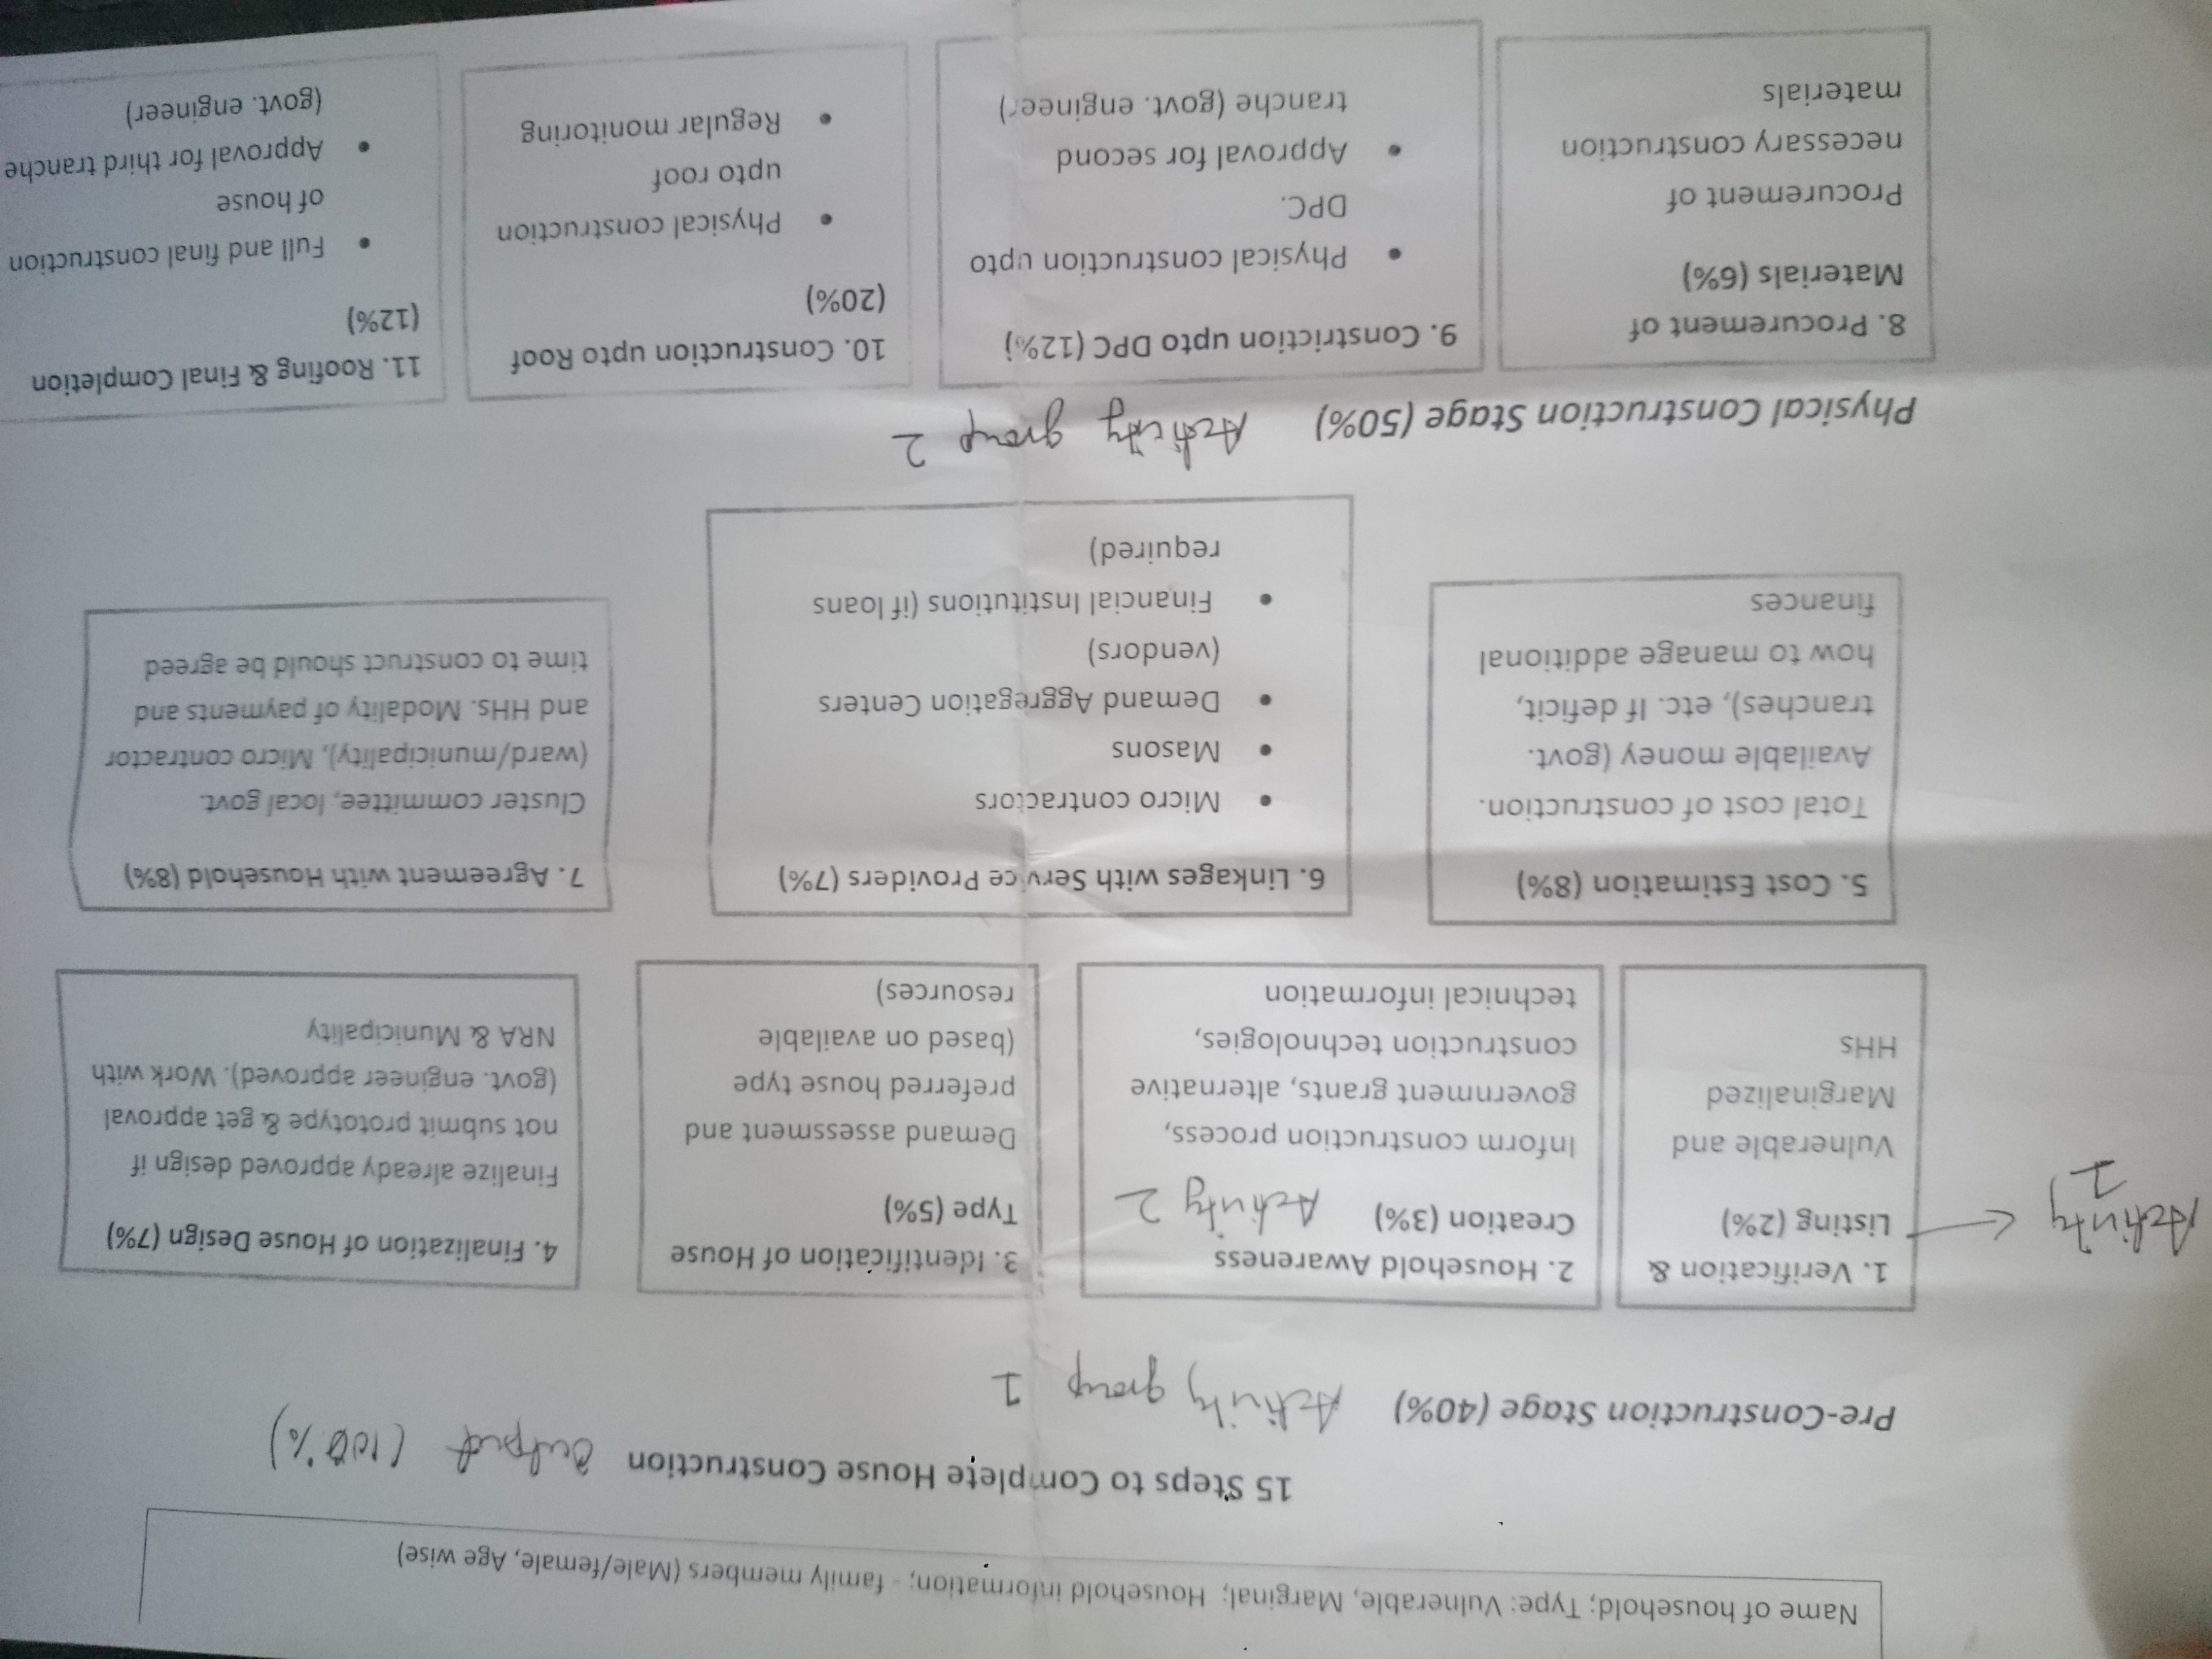 Name of household; Type: Vulnerable, Marginal; Household information; - family members (Male/female, Age wise)
15 Steps to Complete House Construction Output (100%)
Pre-Construction Stage (40%) Activity group 1
Activity
1
1. Verification &
Listing (2%)
Vulnerable and
Marginalized
HHs
2. Household Awareness
Creation (3%) Activity 2
Inform construction process,
government grants, alternative
construction technologies,
technical information
3. Identification of House
Type (5%)
Demand assessment and
preferred house type
(based on available
resources)
4. Finalization of House Design (7%)
Finalize already approved design if
not submit prototype & get approval
(govt. engineer approved). Work with
NRA & Municipality
5. Cost Estimation (8%)
Total cost of construction.
Available money (govt.
tranches), etc. If deficit,
how to manage additional
finances
6. Linkages with Service Providers (7%)
• Micro contractors
• Masons
• Demand Aggregation Centers
(vendors)
• Financial Institutions (if loans
required)
7. Agreement with Household (8%)
Cluster committee, local govt.
(ward/municipality), Micro contractor
and HHs. Modality of payments and
time to construct should be agreed
Physical Construction Stage (50%) Activity group 2
8. Procurement of
Materials (6%)
Procurement of
necessary construction
materials
9. Constriction upto DPC (12%)
• Physical construction upto
DPC.
• Approval for second
tranche (govt. engineer)
10. Construction upto Roof
(20%)
• Physical construction
upto roof
• Regular monitoring
11. Roofing & Final Completion
(12%)
• Full and final construction
of house
• Approval for third tranche
(govt. engineer)